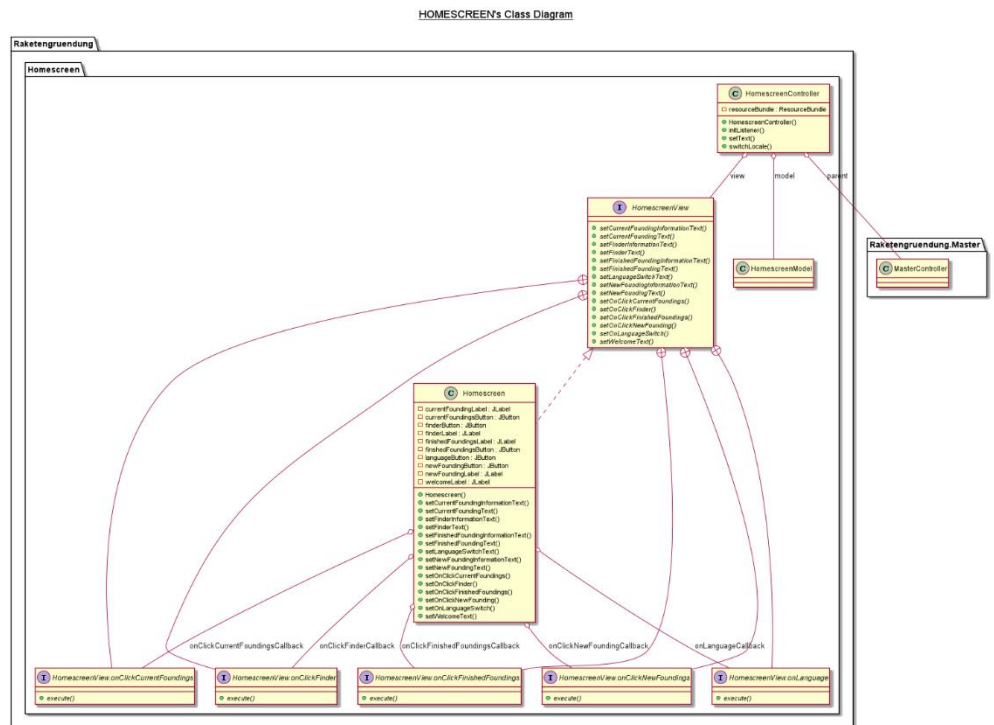 HOMESCREEN's Class Diagram
Raketengruendung
Homescreen
C HomescreenController
resourceBundle : ResourceBundle
HomescreenController()
initListener()
setText()
switchLocale()
view
model
parent
I HomescreenView
setCurrentFoundingInformationText()
setCurrentFoundingText()
setFinderInformationText()
setFinderText()
setFinishedFoundingInformationText()
setFinishedFoundingText()
setLanguageSwitchText()
setNewFoundingInformationText()
setNewFoundingText()
setOnClickCurrentFoundings()
setOnClickFinder()
setOnClickFinishedFoundings()
setOnClickNewFounding()
setOnLanguageSwitch()
setWelcomeText()
C HomescreenModel
Raketengruendung.Master
C MasterController
C Homescreen
currentFoundingLabel : JLabel
currentFoundingsButton : JButton
finderButton : JButton
finderLabel : JLabel
finishedFoundingsLabel : JLabel
finshedFoundingsButton : JButton
languageButton : JButton
newFoundingButton : JButton
newFoundingLabel : JLabel
welcomeLabel : JLabel
Homescreen()
setCurrentFoundingInformationText()
setCurrentFoundingText()
setFinderInformationText()
setFinderText()
setFinishedFoundingInformationText()
setFinishedFoundingText()
setLanguageSwitchText()
setNewFoundingInformationText()
setNewFoundingText()
setOnClickCurrentFoundings()
setOnClickFinder()
setOnClickFinishedFoundings()
setOnClickNewFounding()
setOnLanguageSwitch()
setWelcomeText()
onClickCurrentFoundingsCallback
onClickFinderCallback
onClickFinishedFoundingsCallback
onClickNewFoundingCallback
onLanguageCallback
I HomescreenView.onClickCurrentFoundings
execute()
I HomescreenView.onClickFinder
execute()
I HomescreenView.onClickFinishedFoundings
execute()
I HomescreenView.onClickNewFoundings
execute()
I HomescreenView.onLanguage
execute()